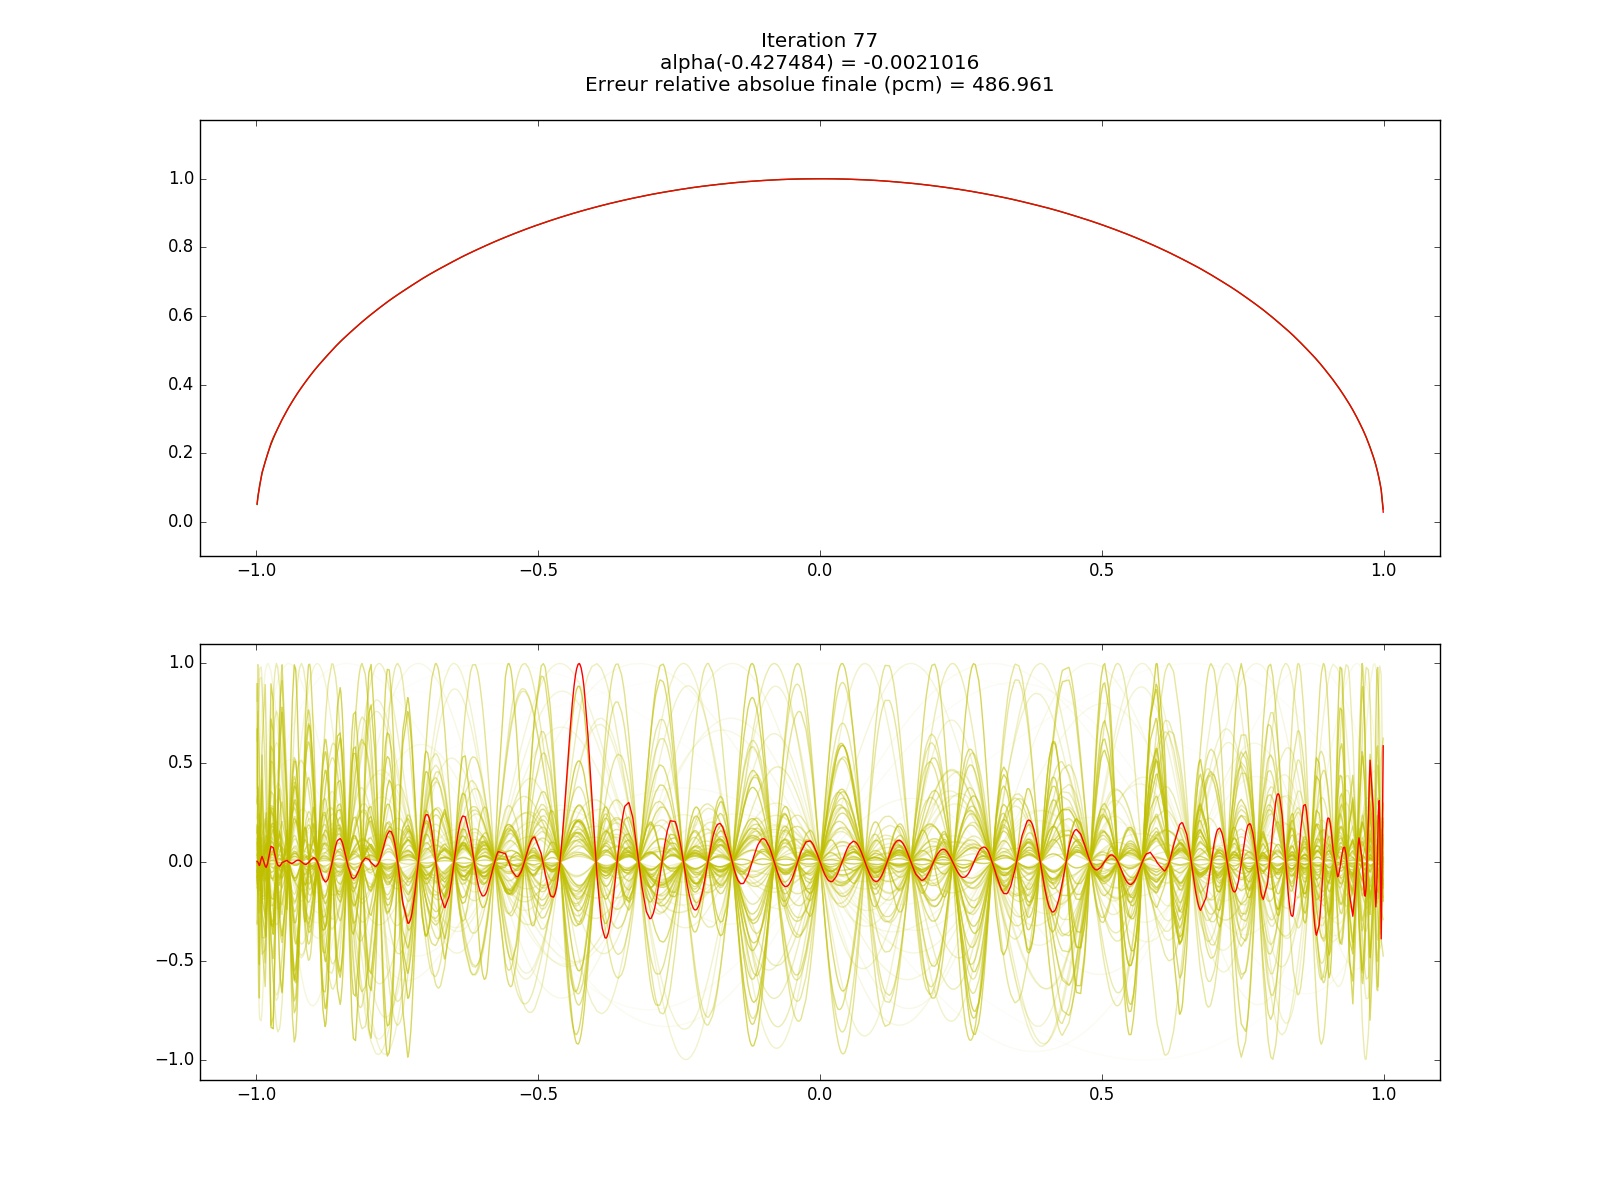 Iteration 77
alpha(-0.427484) = -0.0021016
Erreur relative absolue finale (pcm) = 486.961
1.0
0.8
0.6
0.4
0.2
0.0
−1.0 −0.5 0.0 0.5 1.0
1.0
0.5
0.0
−0.5
−1.0
−1.0 −0.5 0.0 0.5 1.0